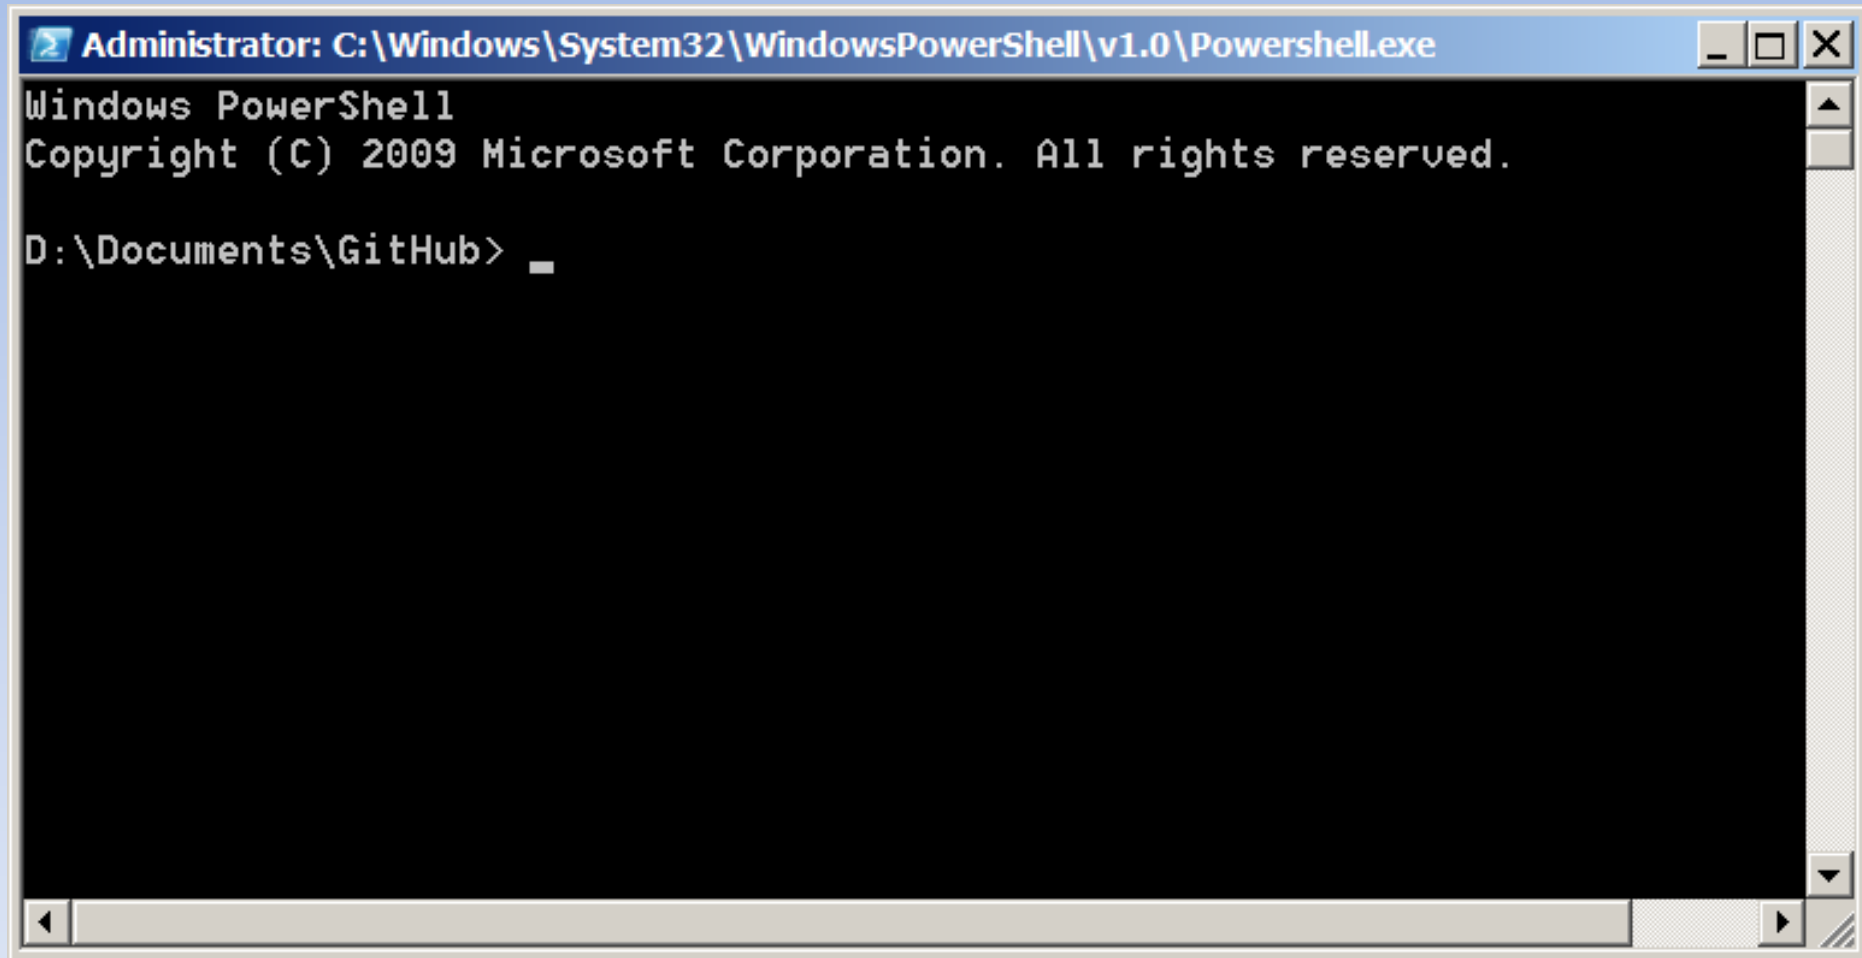 Administrator: C:\Windows\System32\WindowsPowerShell\v1.0\Powershell.exe
Windows PowerShell
Copyright (C) 2009 Microsoft Corporation. All rights reserved.
D:\Documents\GitHub> _